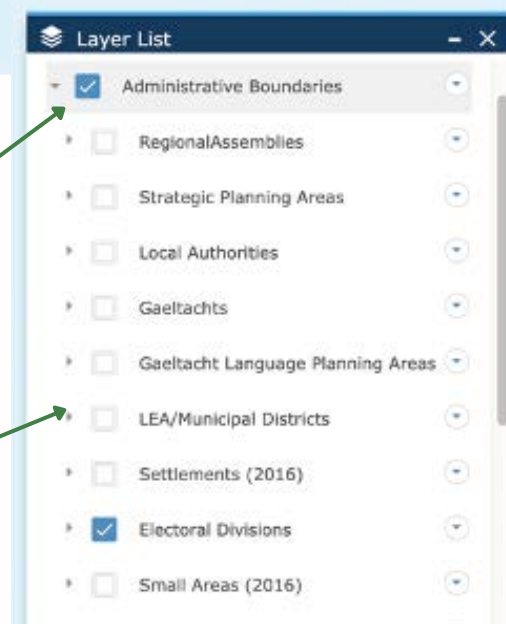 Layer List
Administrative Boundaries
RegionalAssemblies
Strategic Planning Areas
Local Authorities
Gaeltachts
Gaeltacht Language Planning Areas
LEA/Municipal Districts
Settlements (2016)
Electoral Divisions
Small Areas (2016)